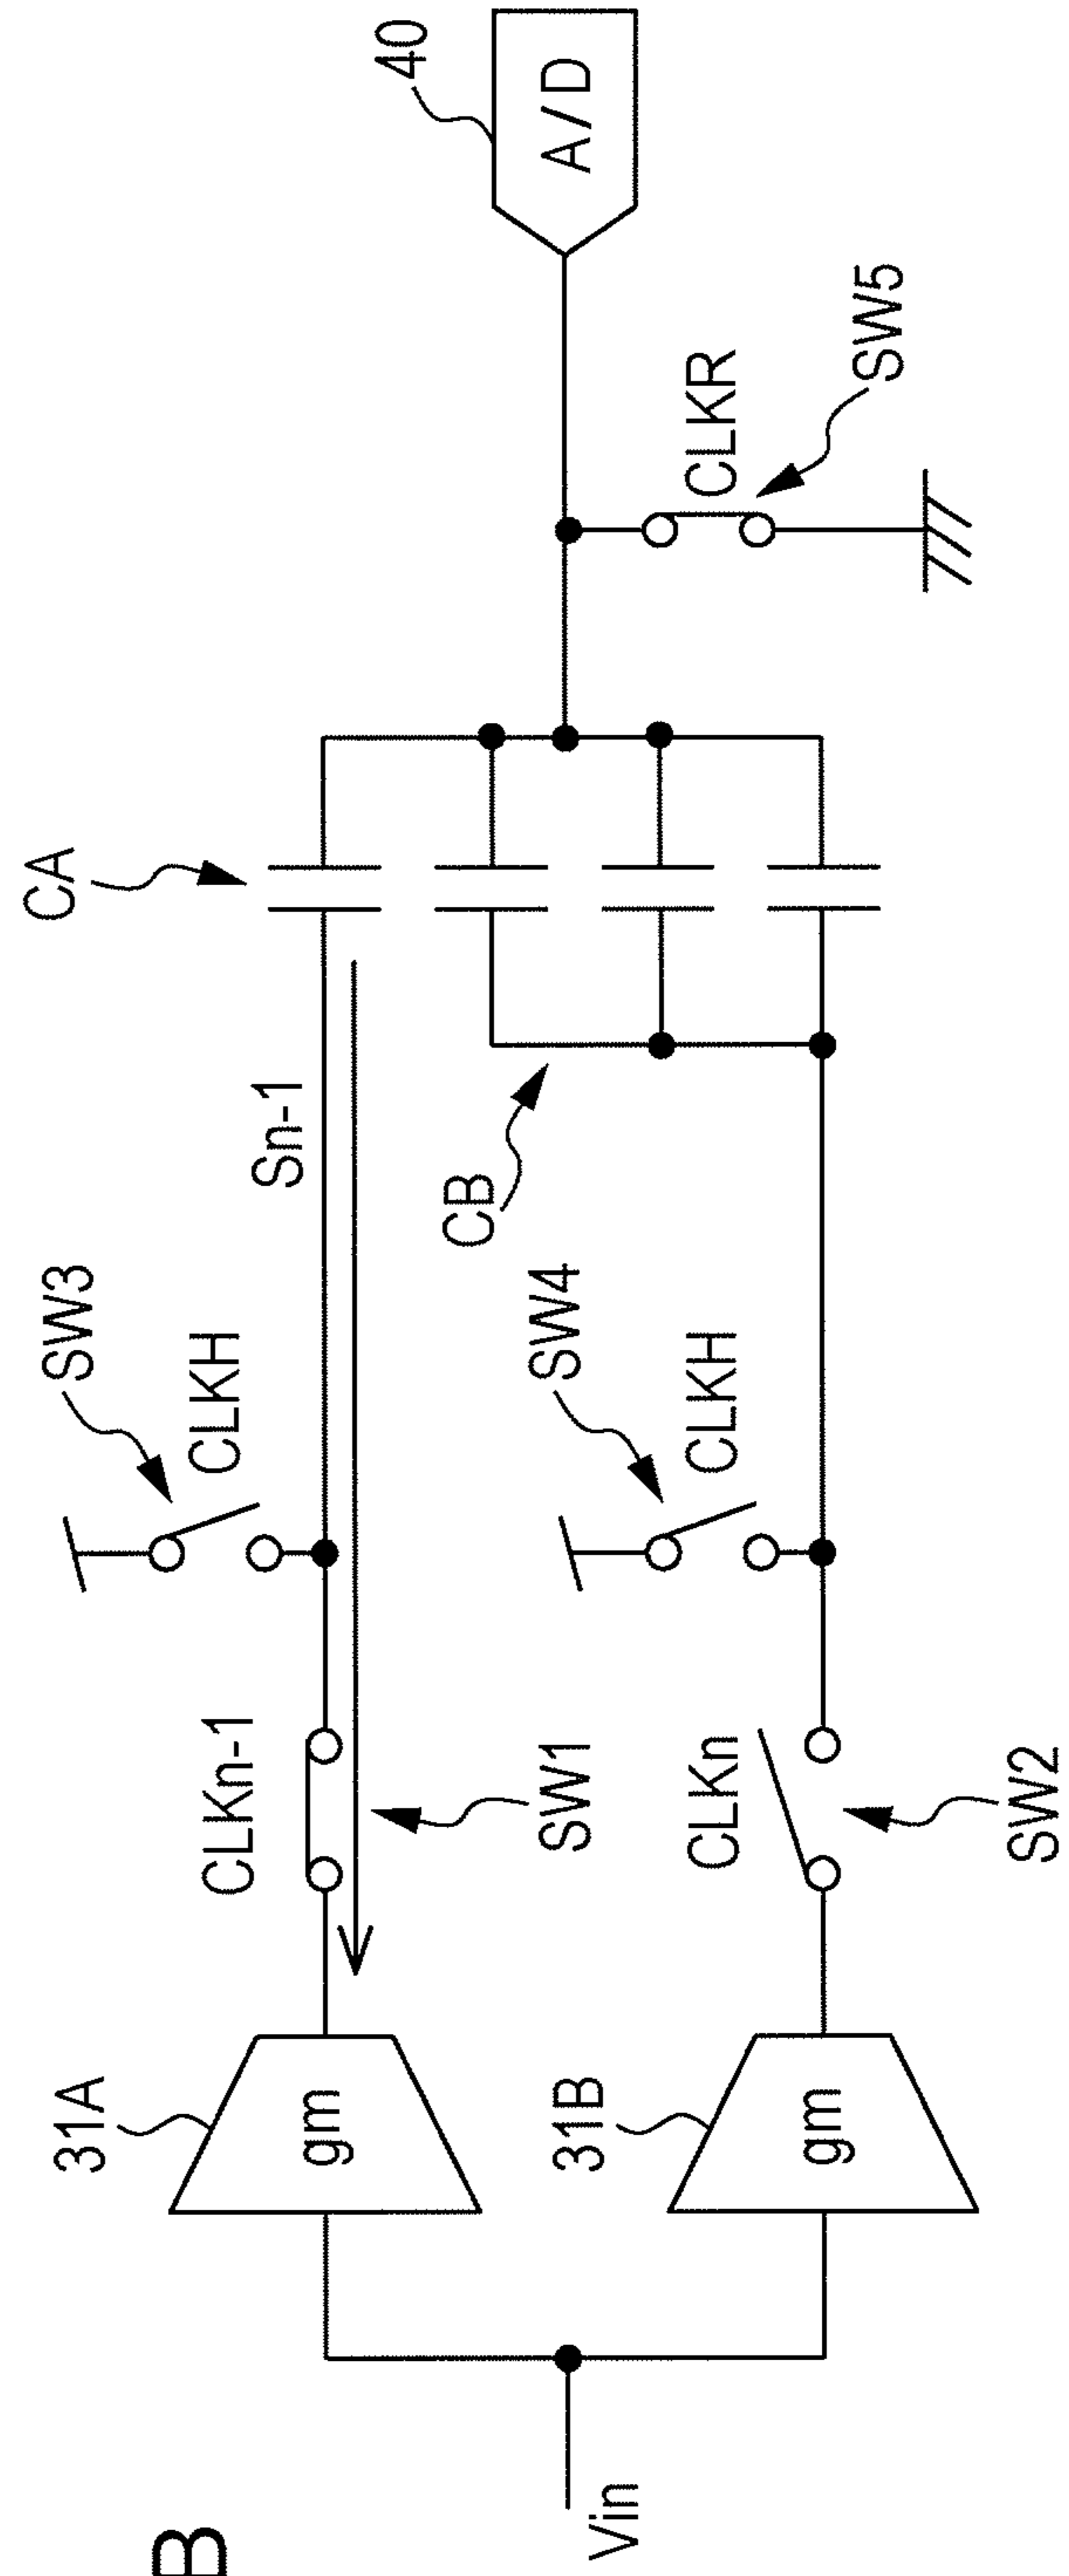 B
Vin
31A
gm
CLKn-1
SW1
SW3
CLKH
Sn-1
CA
31B
gm
CLKn
SW2
SW4
CLKH
CB
CLKR
SW5
40
A/D